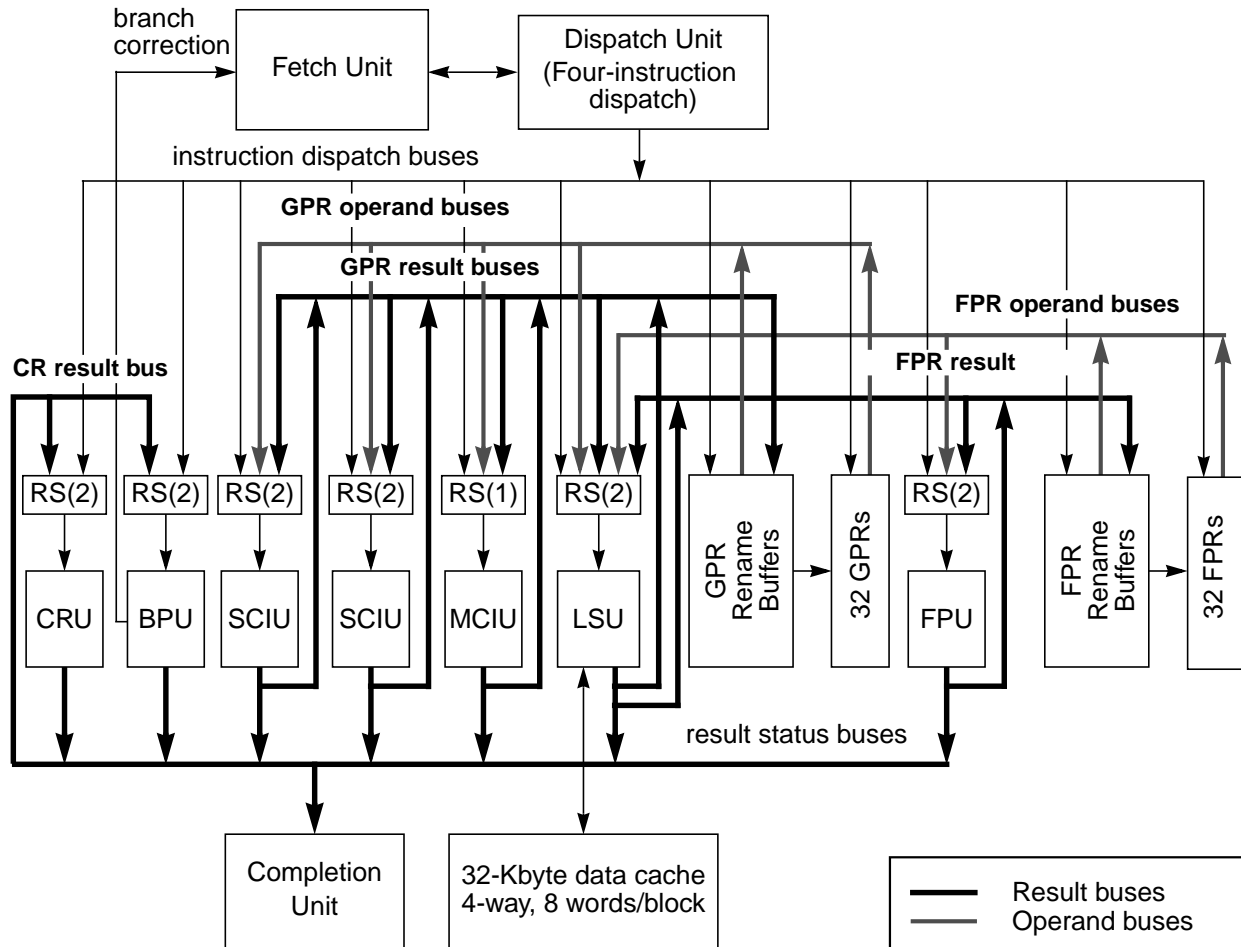 branch
correction
Fetch Unit
Dispatch Unit
(Four-instruction
dispatch)
instruction dispatch buses
GPR operand buses
GPR result buses
FPR operand buses
CR result bus
FPR result
RS(2)
RS(2)
RS(2)
RS(2)
RS(1)
RS(2)
RS(2)
GPR
Rename
Buffers
32 GPRs
FPR
Rename
Buffers
32 FPRs
CRU
BPU
SCIU
SCIU
MCIU
LSU
FPU
result status buses
Completion
Unit
32-Kbyte data cache
4-way, 8 words/block
Result buses
Operand buses